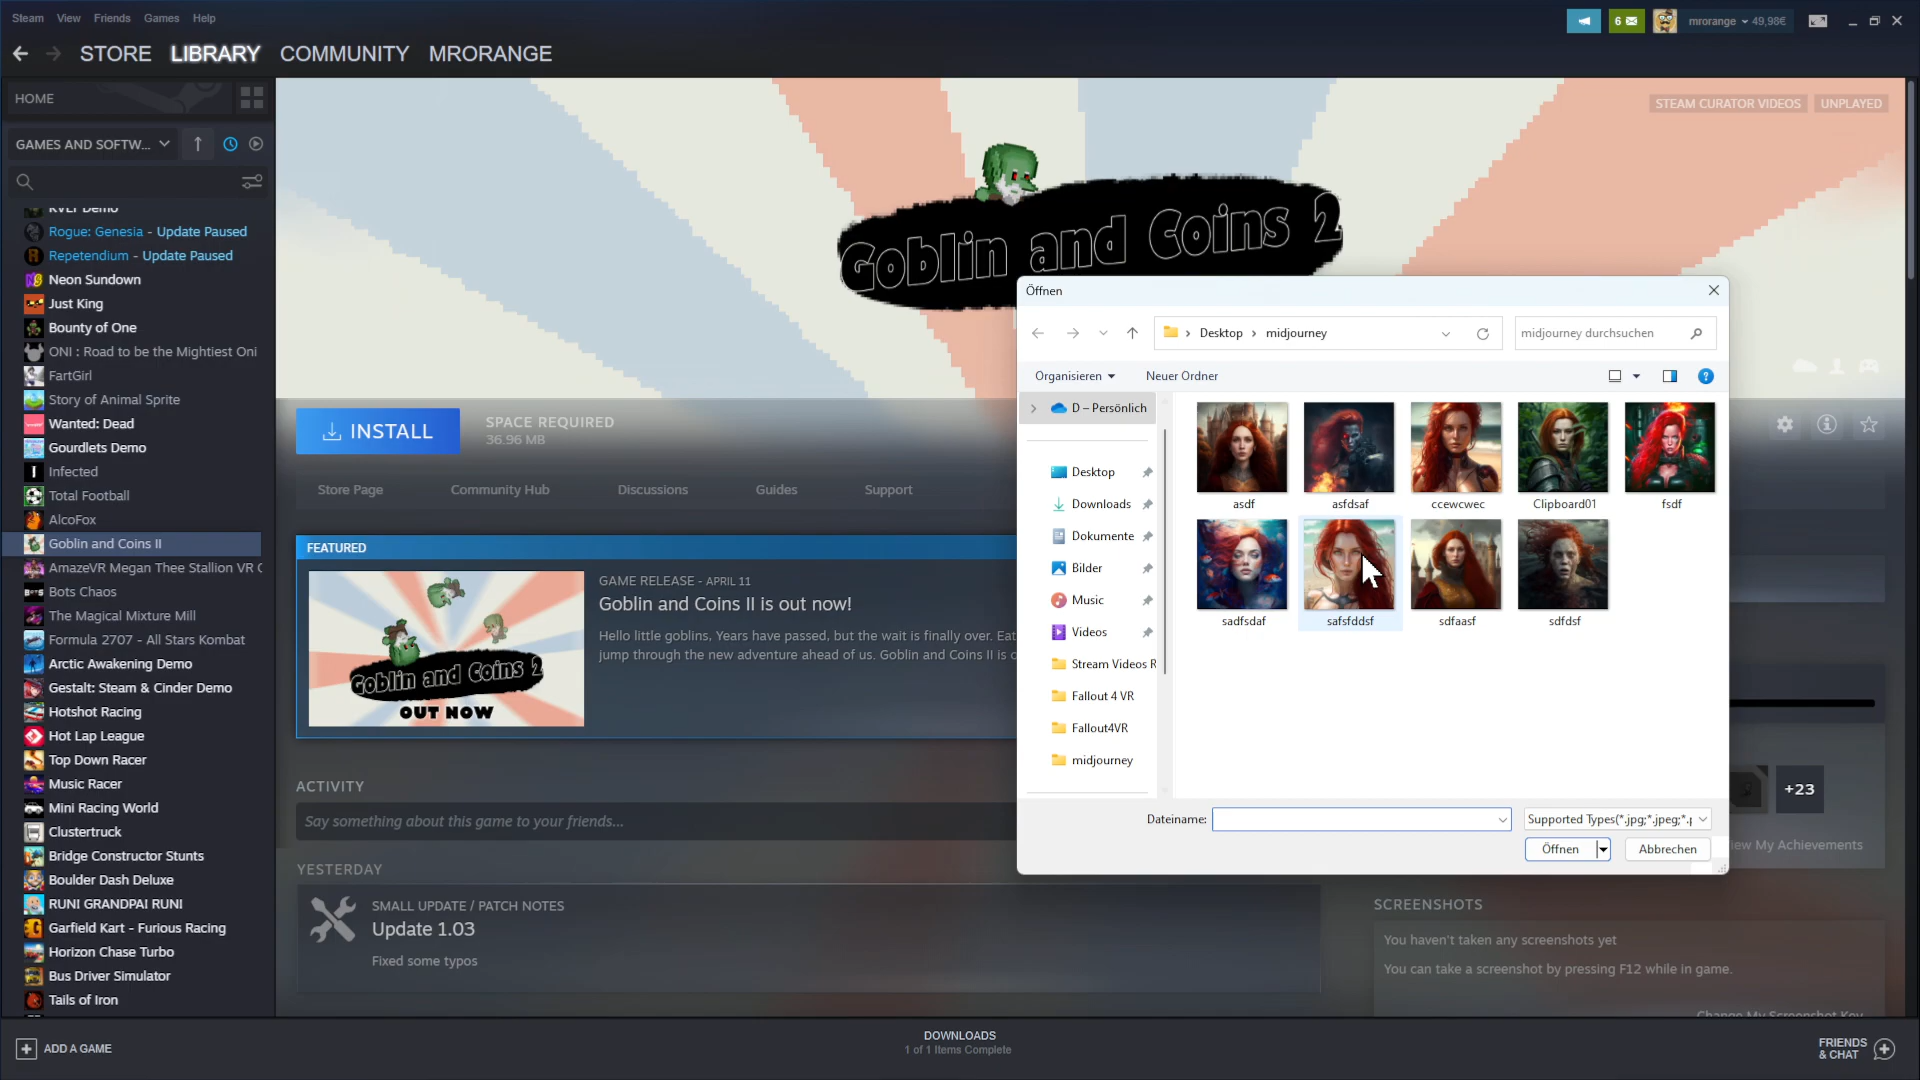 Steam View Friends Games Help
6 mrorange 49,98€
STORE LIBRARY COMMUNITY MRORANGE
HOME
GAMES AND SOFTW...
Rogue: Genesia - Update Paused
Repetendium - Update Paused
Neon Sundown
Just King
Bounty of One
ONI : Road to be the Mightiest Oni
FartGirl
Story of Animal Sprite
Wanted: Dead
Gourdlets Demo
Infected
Total Football
AlcoFox
Goblin and Coins II
AmazeVR Megan Thee Stallion VR C
Bots Chaos
The Magical Mixture Mill
Formula 2707 - All Stars Kombat
Arctic Awakening Demo
Gestalt: Steam & Cinder Demo
Hotshot Racing
Hot Lap League
Top Down Racer
Music Racer
Mini Racing World
Clustertruck
Bridge Constructor Stunts
Boulder Dash Deluxe
RUNI GRANDPAI RUNI
Garfield Kart - Furious Racing
Horizon Chase Turbo
Bus Driver Simulator
Tails of Iron
ADD A GAME
STEAM CURATOR VIDEOS UNPLAYED
Goblin and Coins 2
INSTALL
SPACE REQUIRED
36.96 MB
Store Page Community Hub Discussions Guides Support
FEATURED
Goblin and Coins 2
OUT NOW
GAME RELEASE - APRIL 11
Goblin and Coins II is out now!
Hello little goblins, Years have passed, but the wait is finally over. Eat
jump through the new adventure ahead of us. Goblin and Coins II is c
ACTIVITY
Say something about this game to your friends...
YESTERDAY
SMALL UPDATE / PATCH NOTES
Update 1.03
Fixed some typos
Öffnen
Desktop midjourney
midjourney durchsuchen
Organisieren Neuer Ordner
D – Persönlich
Desktop
Downloads
Dokumente
Bilder
Music
Videos
Stream Videos R
Fallout 4 VR
Fallout4VR
midjourney
asdf asfdsaf ccewcwec Clipboard01 fsdf
sadfsdaf safsfddsf sdfaasf sdfdsf
Dateiname:
Supported Types(*.jpg;*.jpeg;*.p
Öffnen Abbrechen
+23
ew My Achievements
SCREENSHOTS
You haven't taken any screenshots yet
You can take a screenshot by pressing F12 while in game.
Change My Screenshot Key
DOWNLOADS
1 of 1 Items Complete
FRIENDS
& CHAT